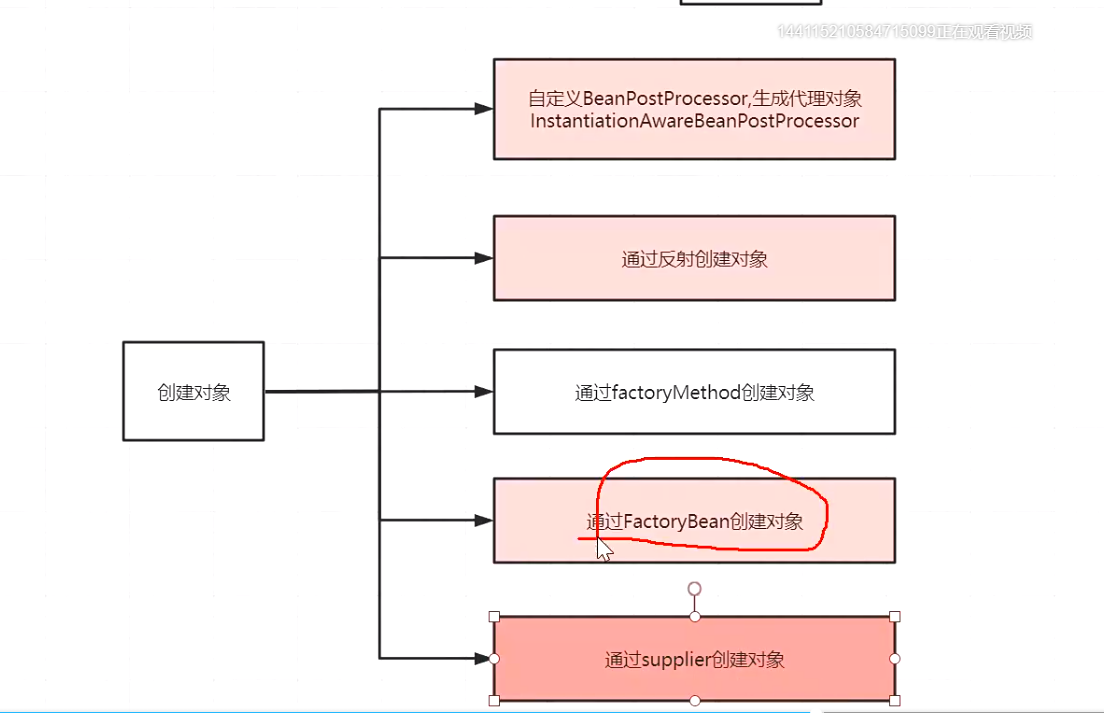 144115210584715099正在观看视频
自定义BeanPostProcessor,生成代理对象
InstantiationAwareBeanPostProcessor
通过反射创建对象
创建对象
通过factoryMethod创建对象
通过FactoryBean创建对象
通过supplier创建对象